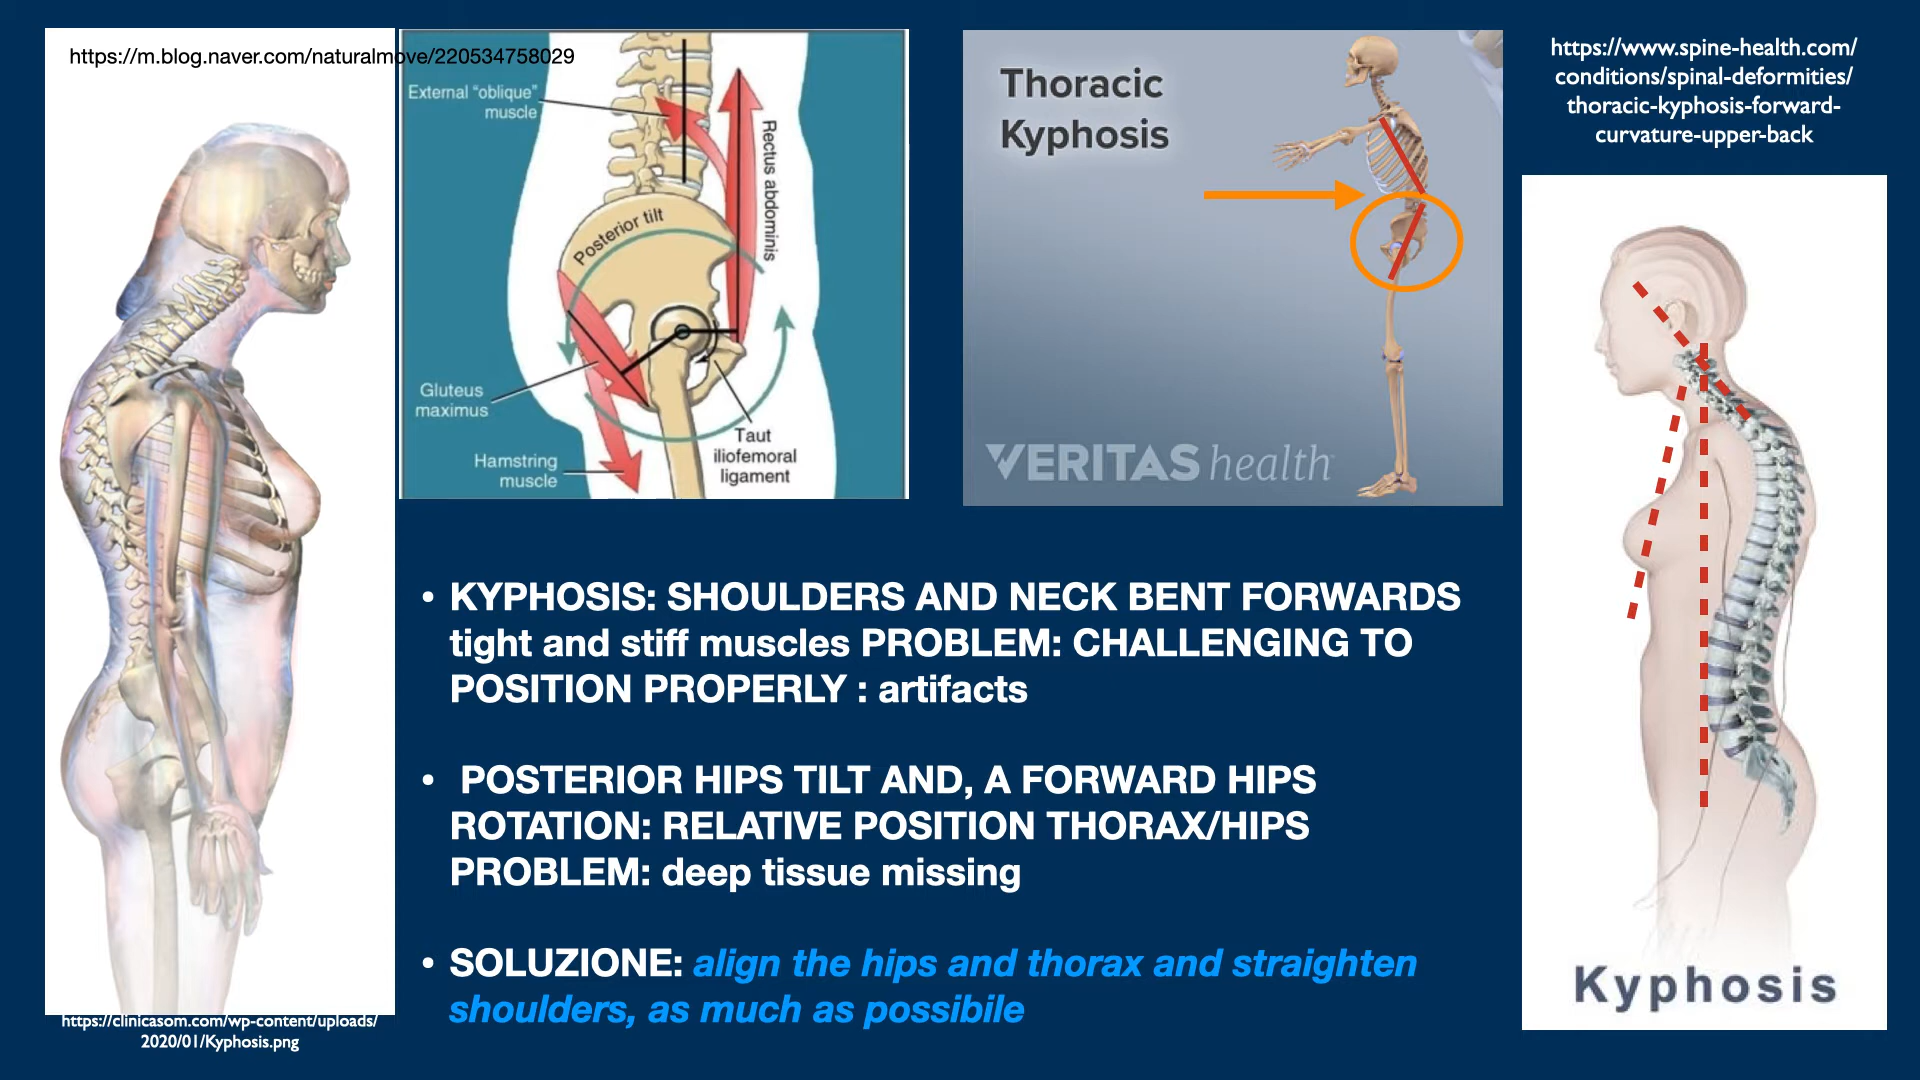 https://m.blog.naver.com/naturalmove/220534758029
External “oblique”
muscle
Rectus abdominis
Posterior tilt
Gluteus
maximus
Hamstring
muscle
Taut
iliofemoral
ligament
Thoracic
Kyphosis
VERITAS health
https://www.spine-health.com/
conditions/spinal-deformities/
thoracic-kyphosis-forward-
curvature-upper-back
• KYPHOSIS: SHOULDERS AND NECK BENT FORWARDS
tight and stiff muscles PROBLEM: CHALLENGING TO
POSITION PROPERLY : artifacts
• POSTERIOR HIPS TILT AND, A FORWARD HIPS
ROTATION: RELATIVE POSITION THORAX/HIPS
PROBLEM: deep tissue missing
• SOLUZIONE: align the hips and thorax and straighten
shoulders, as much as possibile
Kyphosis
https://clinicasom.com/wp-content/uploads/
2020/01/Kyphosis.png